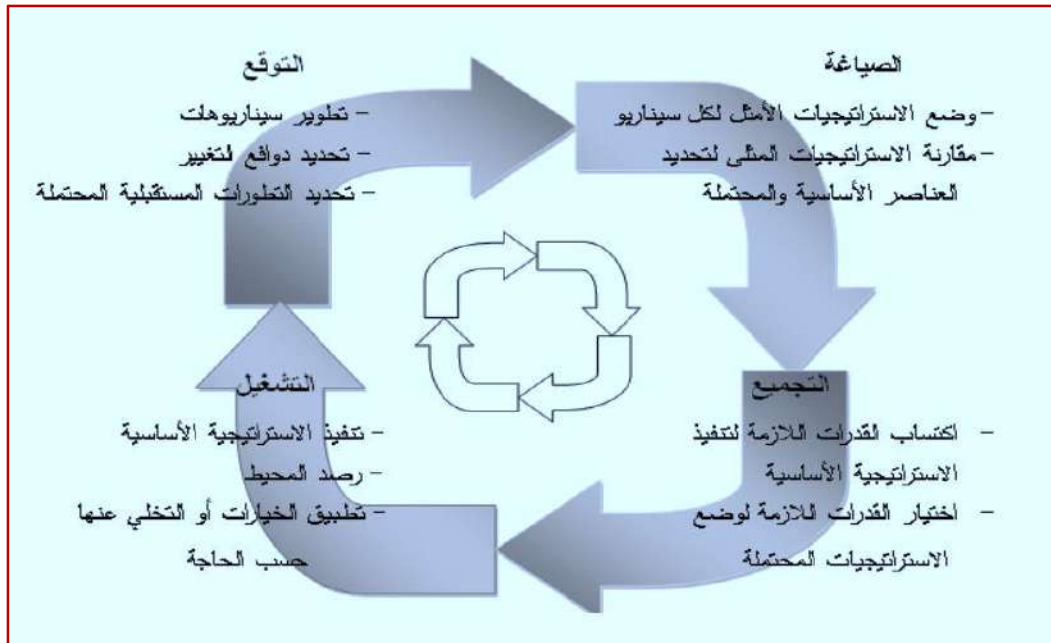 الصياغة
– وضع الاستراتيجيات الأمثل لكل سيناريو
– مقارنة الاستراتيجيات المثلى لتحديد
العناصر الأساسية والمحتملة
التوقع
– تطوير سيناريوهات
– تحديد دوافع التغيير
– تحديد التطورات المستقبلية المحتملة
التجميع
– اكتساب القدرات اللازمة لتنفيذ
الاستراتيجية الأساسية
– اختيار القدرات اللازمة لوضع
الاستراتيجيات المحتملة
التشغيل
– تنفيذ الاستراتيجية الأساسية
– رصد المحيط
– تطبيق الخيارات أو التخلي عنها
حسب الحاجة